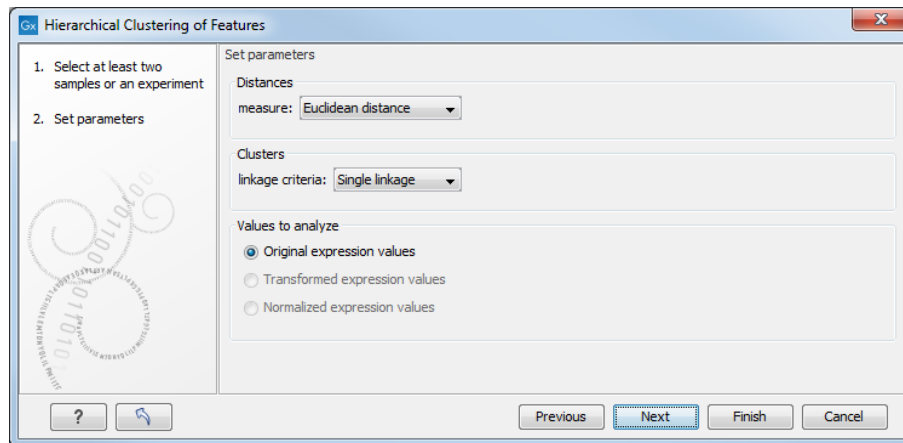 Gx Hierarchical Clustering of Features
1. Select at least two
samples or an experiment
2. Set parameters
Set parameters
Distances
measure: Euclidean distance
Clusters
linkage criteria: Single linkage
Values to analyze
Original expression values
Transformed expression values
Normalized expression values
?
Previous
Next
Finish
Cancel